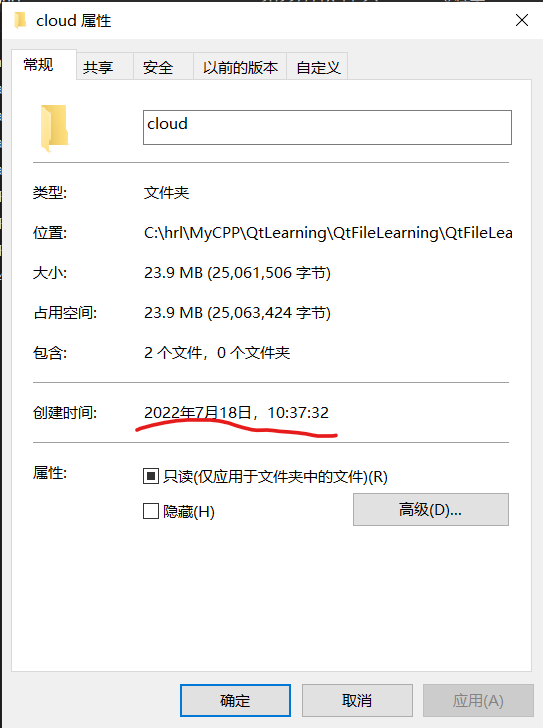 cloud 属性
常规 共享 安全 以前的版本 自定义
cloud
类型: 文件夹
位置: C:\hrl\MyCPP\QtLearning\QtFileLearning\QtFileLea
大小: 23.9 MB (25,061,506 字节)
占用空间: 23.9 MB (25,063,424 字节)
包含: 2 个文件，0 个文件夹
创建时间: 2022年7月18日，10:37:32
属性: 只读(仅应用于文件夹中的文件)(R)
隐藏(H) 高级(D)...
确定 取消 应用(A)